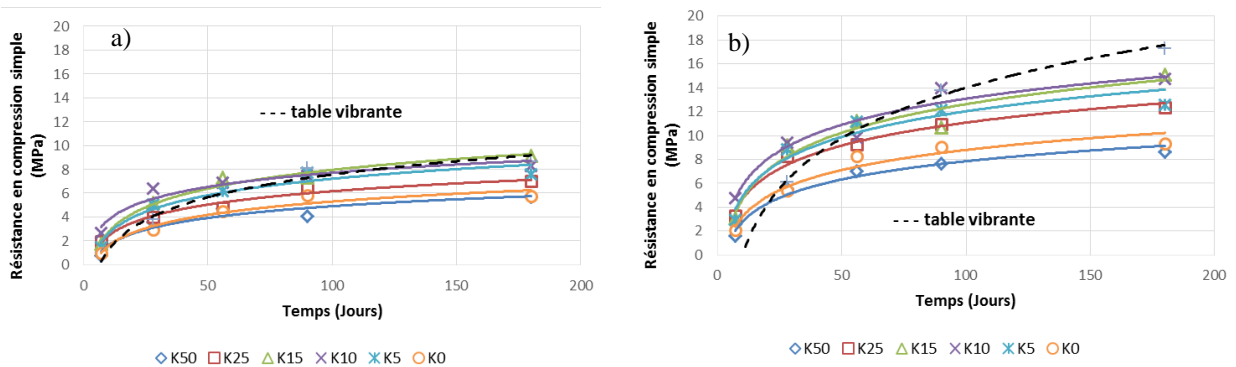 a)
Résistance en compression simple
(MPa)
20
18
16
14
12
10
8
6
4
2
0
table vibrante
0 50 100 150 200
Temps (Jours)
K50 K25 K15 K10 K5 K0
b)
Résistance en compression simple
(MPa)
20
18
16
14
12
10
8
6
4
2
0
table vibrante
0 50 100 150 200
Temps (Jours)
K50 K25 K15 K10 K5 K0